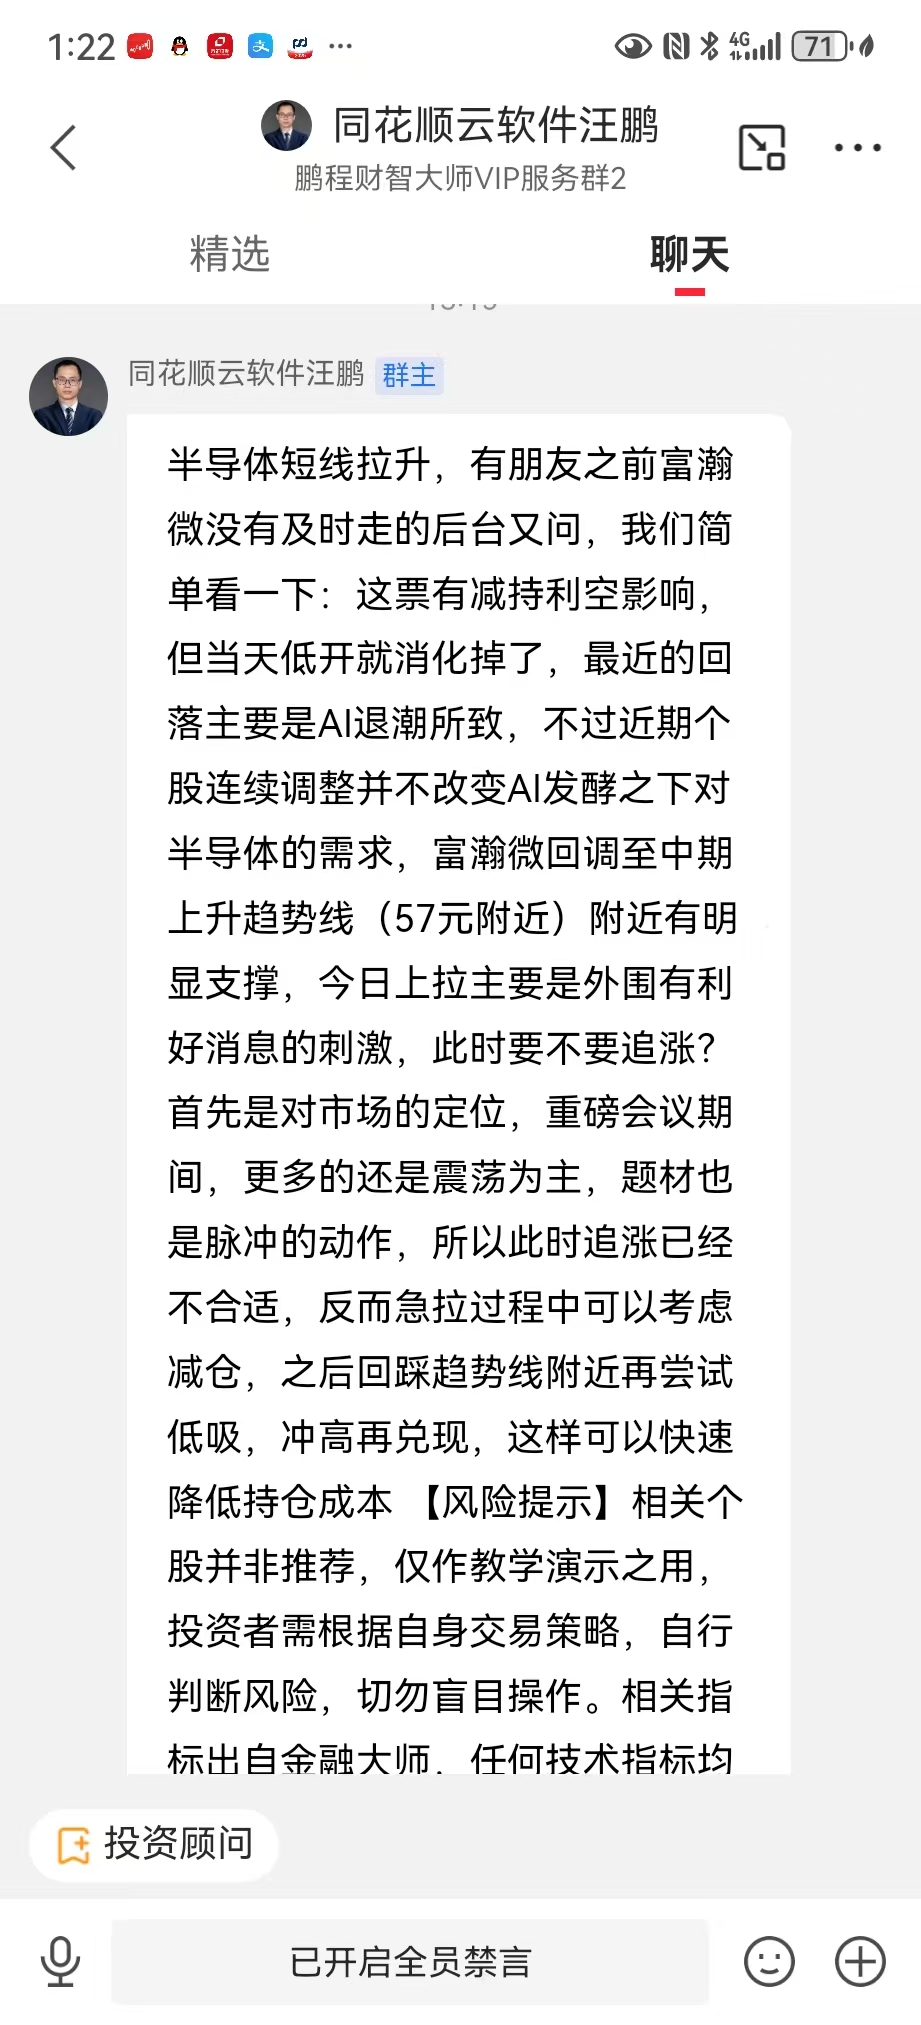 1:22
4G
71
同花顺云软件汪鹏
鹏程财智大师VIP服务群2
精选
聊天
同花顺云软件汪鹏 群主
半导体短线拉升，有朋友之前富瀚
微没有及时走的后台又问，我们简
单看一下：这票有减持利空影响，
但当天低开就消化掉了，最近的回
落主要是AI退潮所致，不过近期个
股连续调整并不改变AI发酵之下对
半导体的需求，富瀚微回调至中期
上升趋势线（57元附近）附近有明
显支撑，今日上拉主要是外围有利
好消息的刺激，此时要不要追涨？
首先是对市场的定位，重磅会议期
间，更多的还是震荡为主，题材也
是脉冲的动作，所以此时追涨已经
不合适，反而急拉过程中可以考虑
减仓，之后回踩趋势线附近再尝试
低吸，冲高再兑现，这样可以快速
降低持仓成本 【风险提示】相关个
股并非推荐，仅作教学演示之用，
投资者需根据自身交易策略，自行
判断风险，切勿盲目操作。相关指
标出自金融大师，任何技术指标均
投资顾问
已开启全员禁言